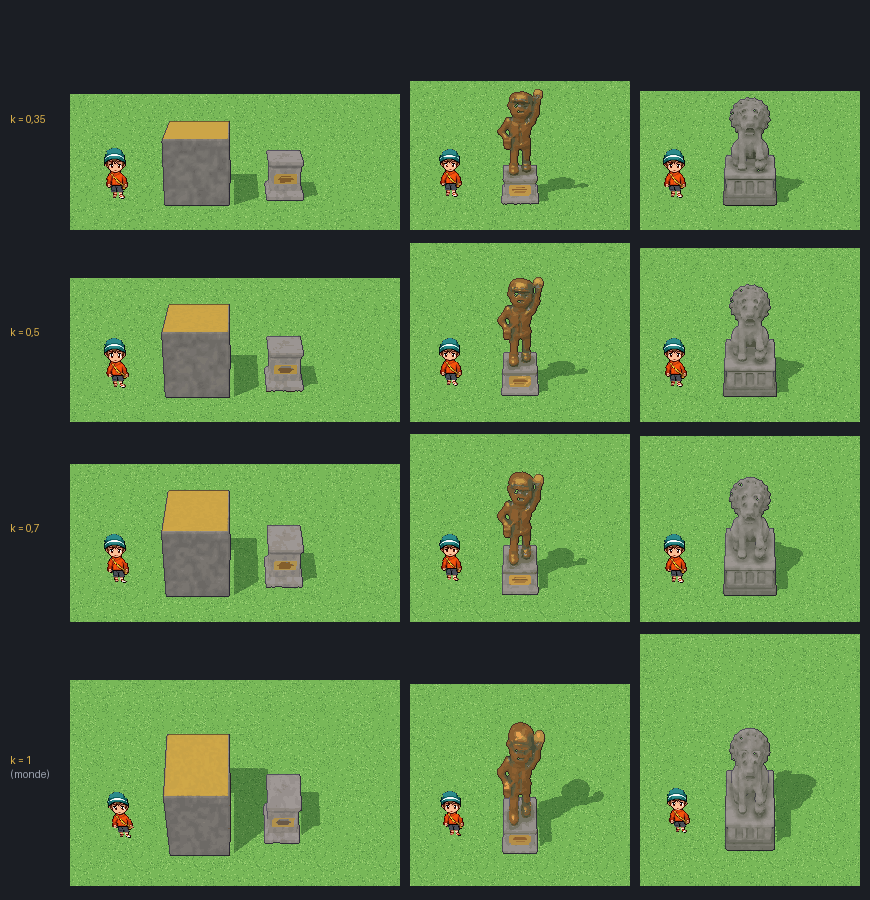 k = 0,35
k = 0,5
k = 0,7
k = 1
(monde)